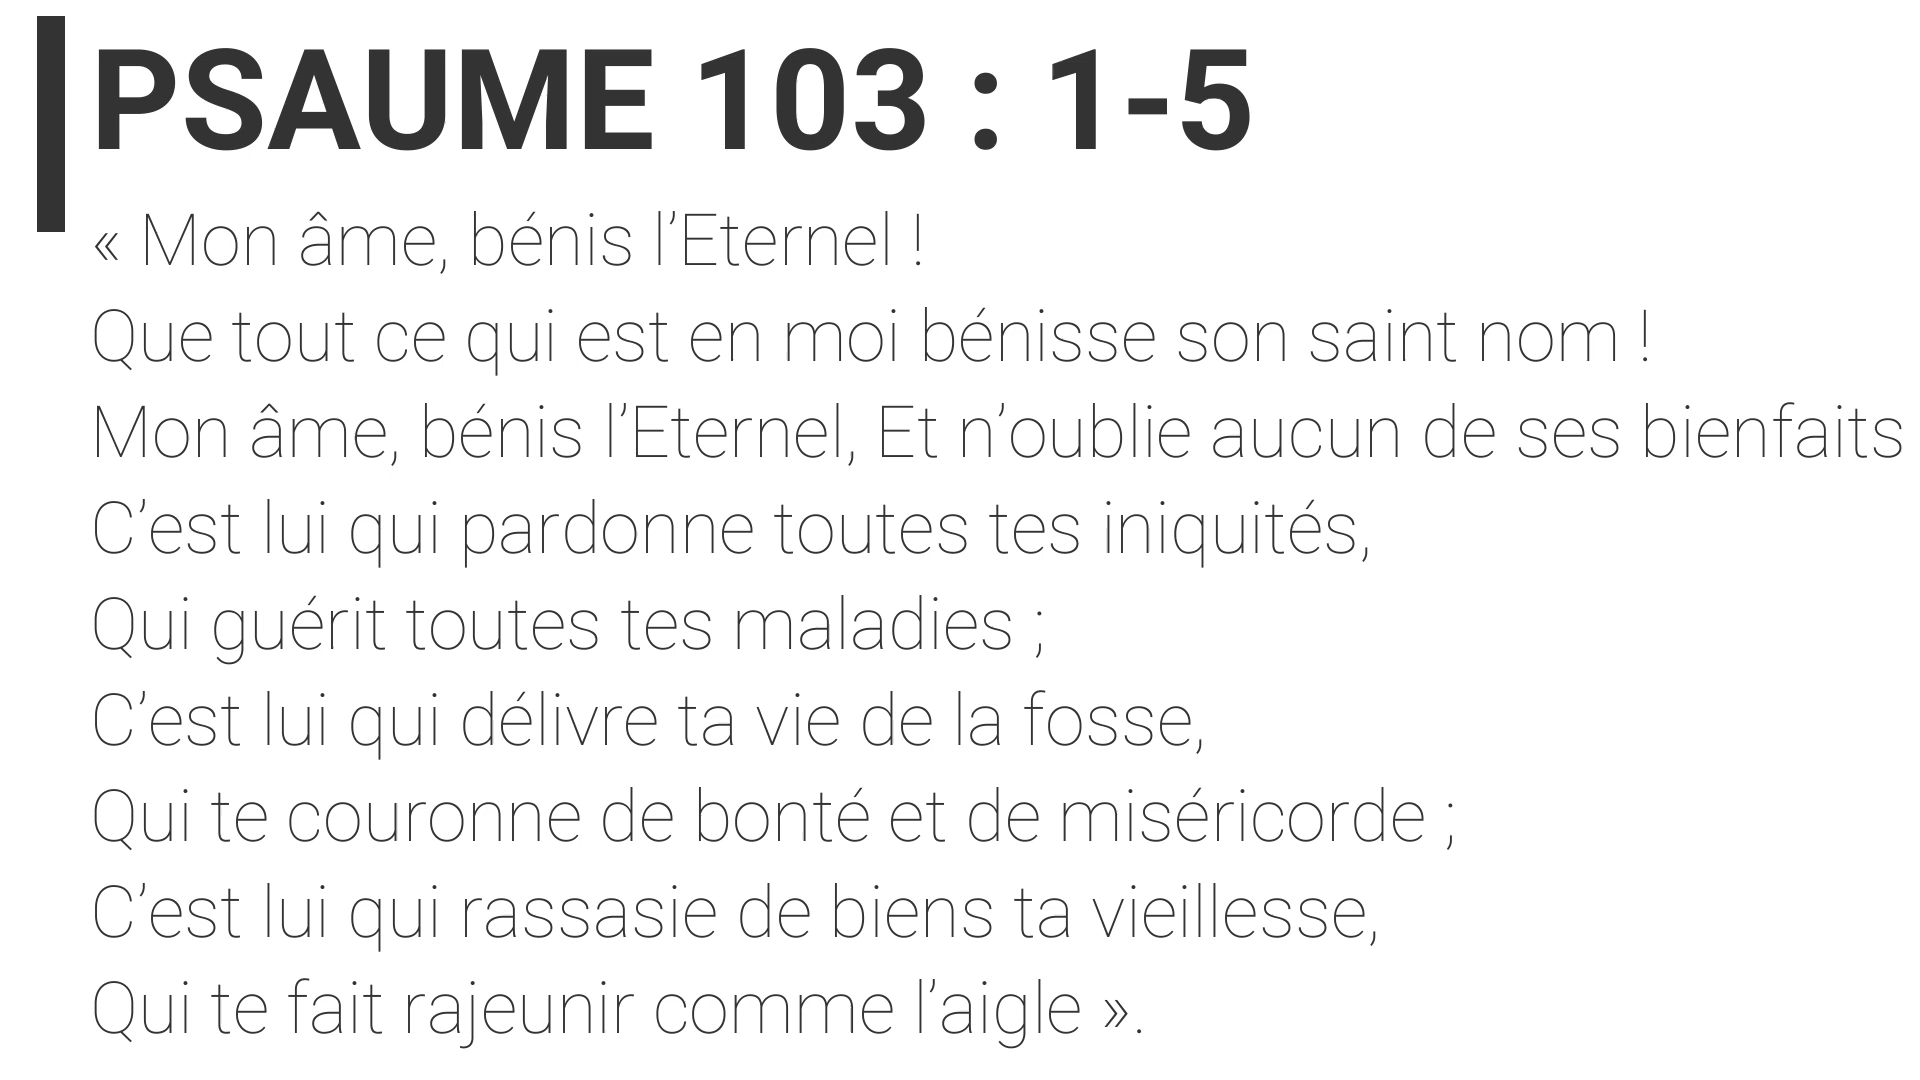 PSAUME 103 : 1-5
« Mon âme, bénis l’Eternel !
Que tout ce qui est en moi bénisse son saint nom !
Mon âme, bénis l’Eternel, Et n’oublie aucun de ses bienfaits
C’est lui qui pardonne toutes tes iniquités,
Qui guérit toutes tes maladies ;
C’est lui qui délivre ta vie de la fosse,
Qui te couronne de bonté et de miséricorde ;
C’est lui qui rassasie de biens ta vieillesse,
Qui te fait rajeunir comme l’aigle ».